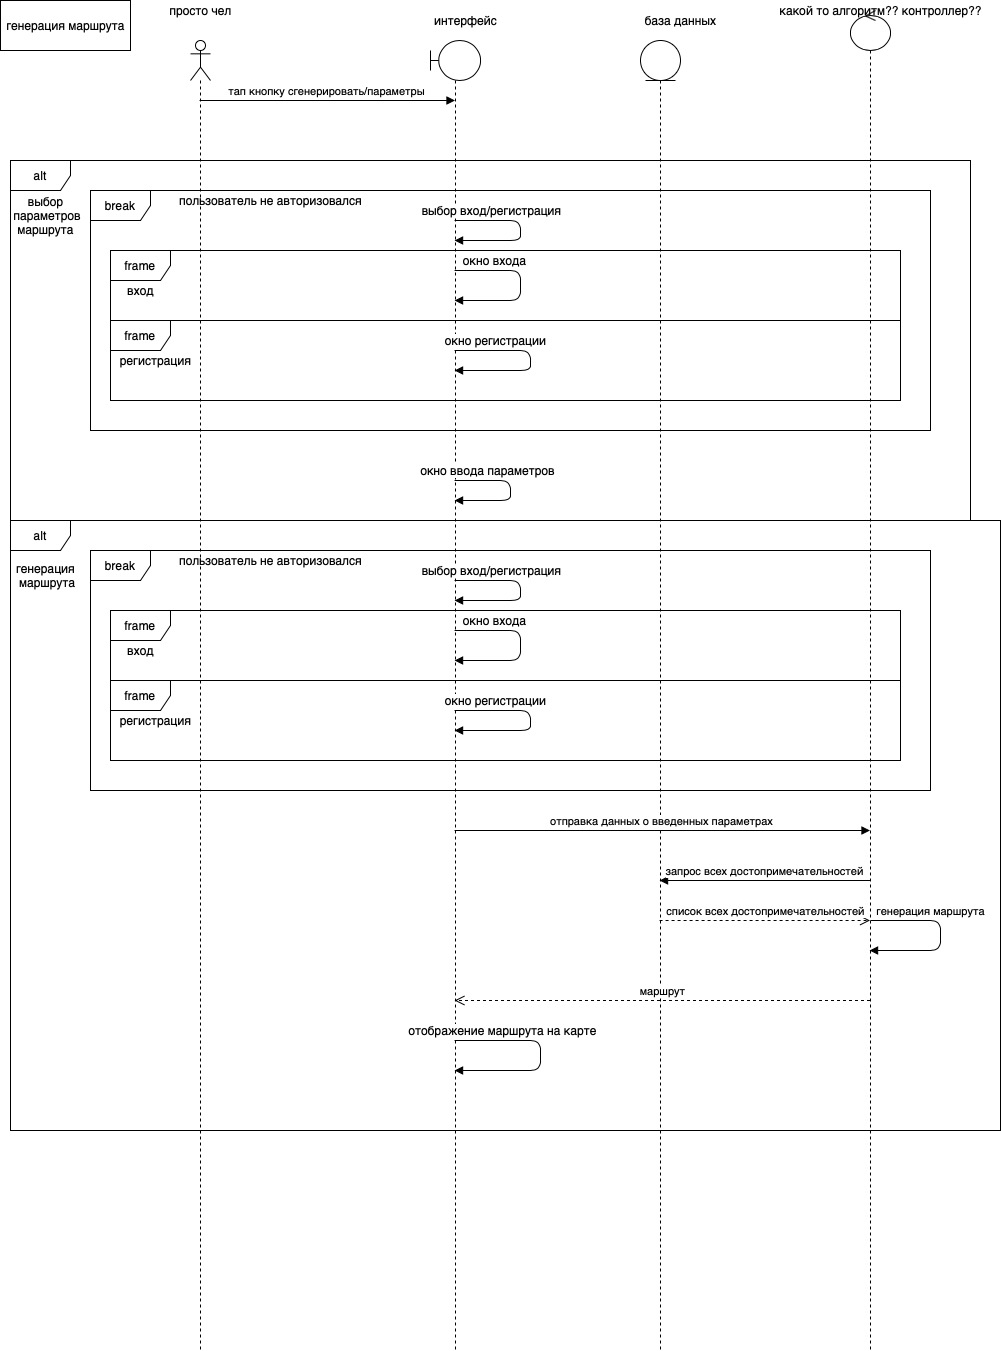 генерация маршрута
просто чел
интерфейс
база данных
какой то алгоритм?? контроллер??
тап кнопку сгенерировать/параметры
alt
выбор
параметров
маршрута
break
пользователь не авторизовался
выбор вход/регистрация
frame
вход
окно входа
frame
регистрация
окно регистрации
окно ввода параметров
alt
генерация
маршрута
break
пользователь не авторизовался
выбор вход/регистрация
frame
вход
окно входа
frame
регистрация
окно регистрации
отправка данных о введенных параметрах
запрос всех достопримечательностей
список всех достопримечательностей
генерация маршрута
маршрут
отображение маршрута на карте